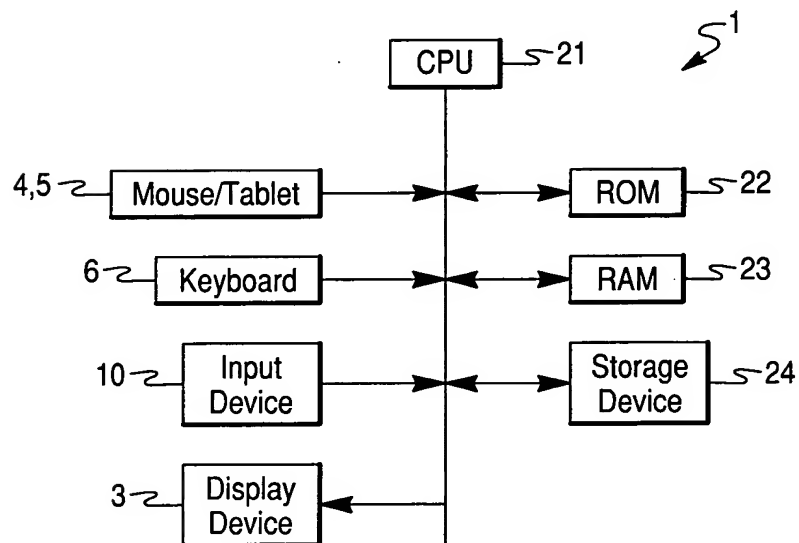 1
CPU 21
4,5 Mouse/Tablet ROM 22
6 Keyboard RAM 23
10 Input Device Storage Device 24
3 Display Device